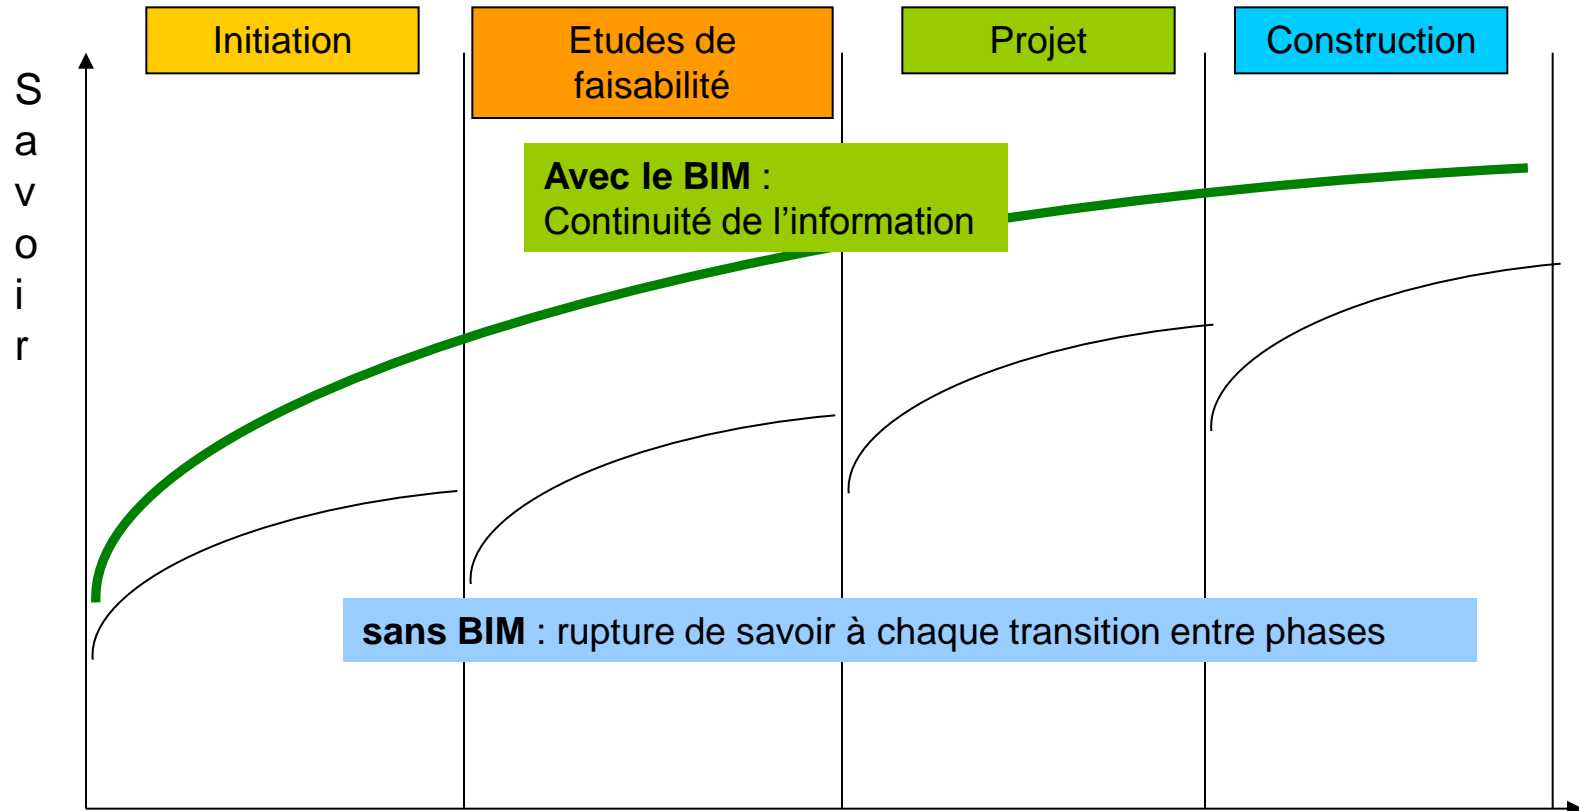 Initiation
Etudes de
faisabilité
Projet
Construction
Savoir
Avec le BIM :
Continuité de l’information
sans BIM : rupture de savoir à chaque transition entre phases